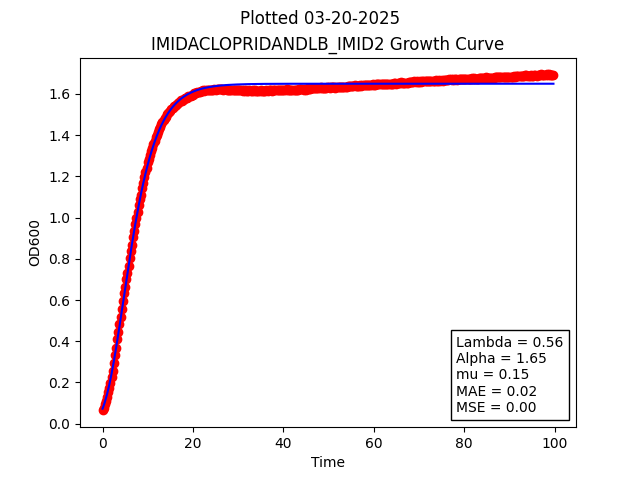 Plotted 03-20-2025
IMIDACLOPRIDANDLB_IMID2 Growth Curve
OD600
1.6
1.4
1.2
1.0
0.8
0.6
0.4
0.2
0.0
Lambda = 0.56
Alpha = 1.65
mu = 0.15
MAE = 0.02
MSE = 0.00
0 20 40 60 80 100
Time